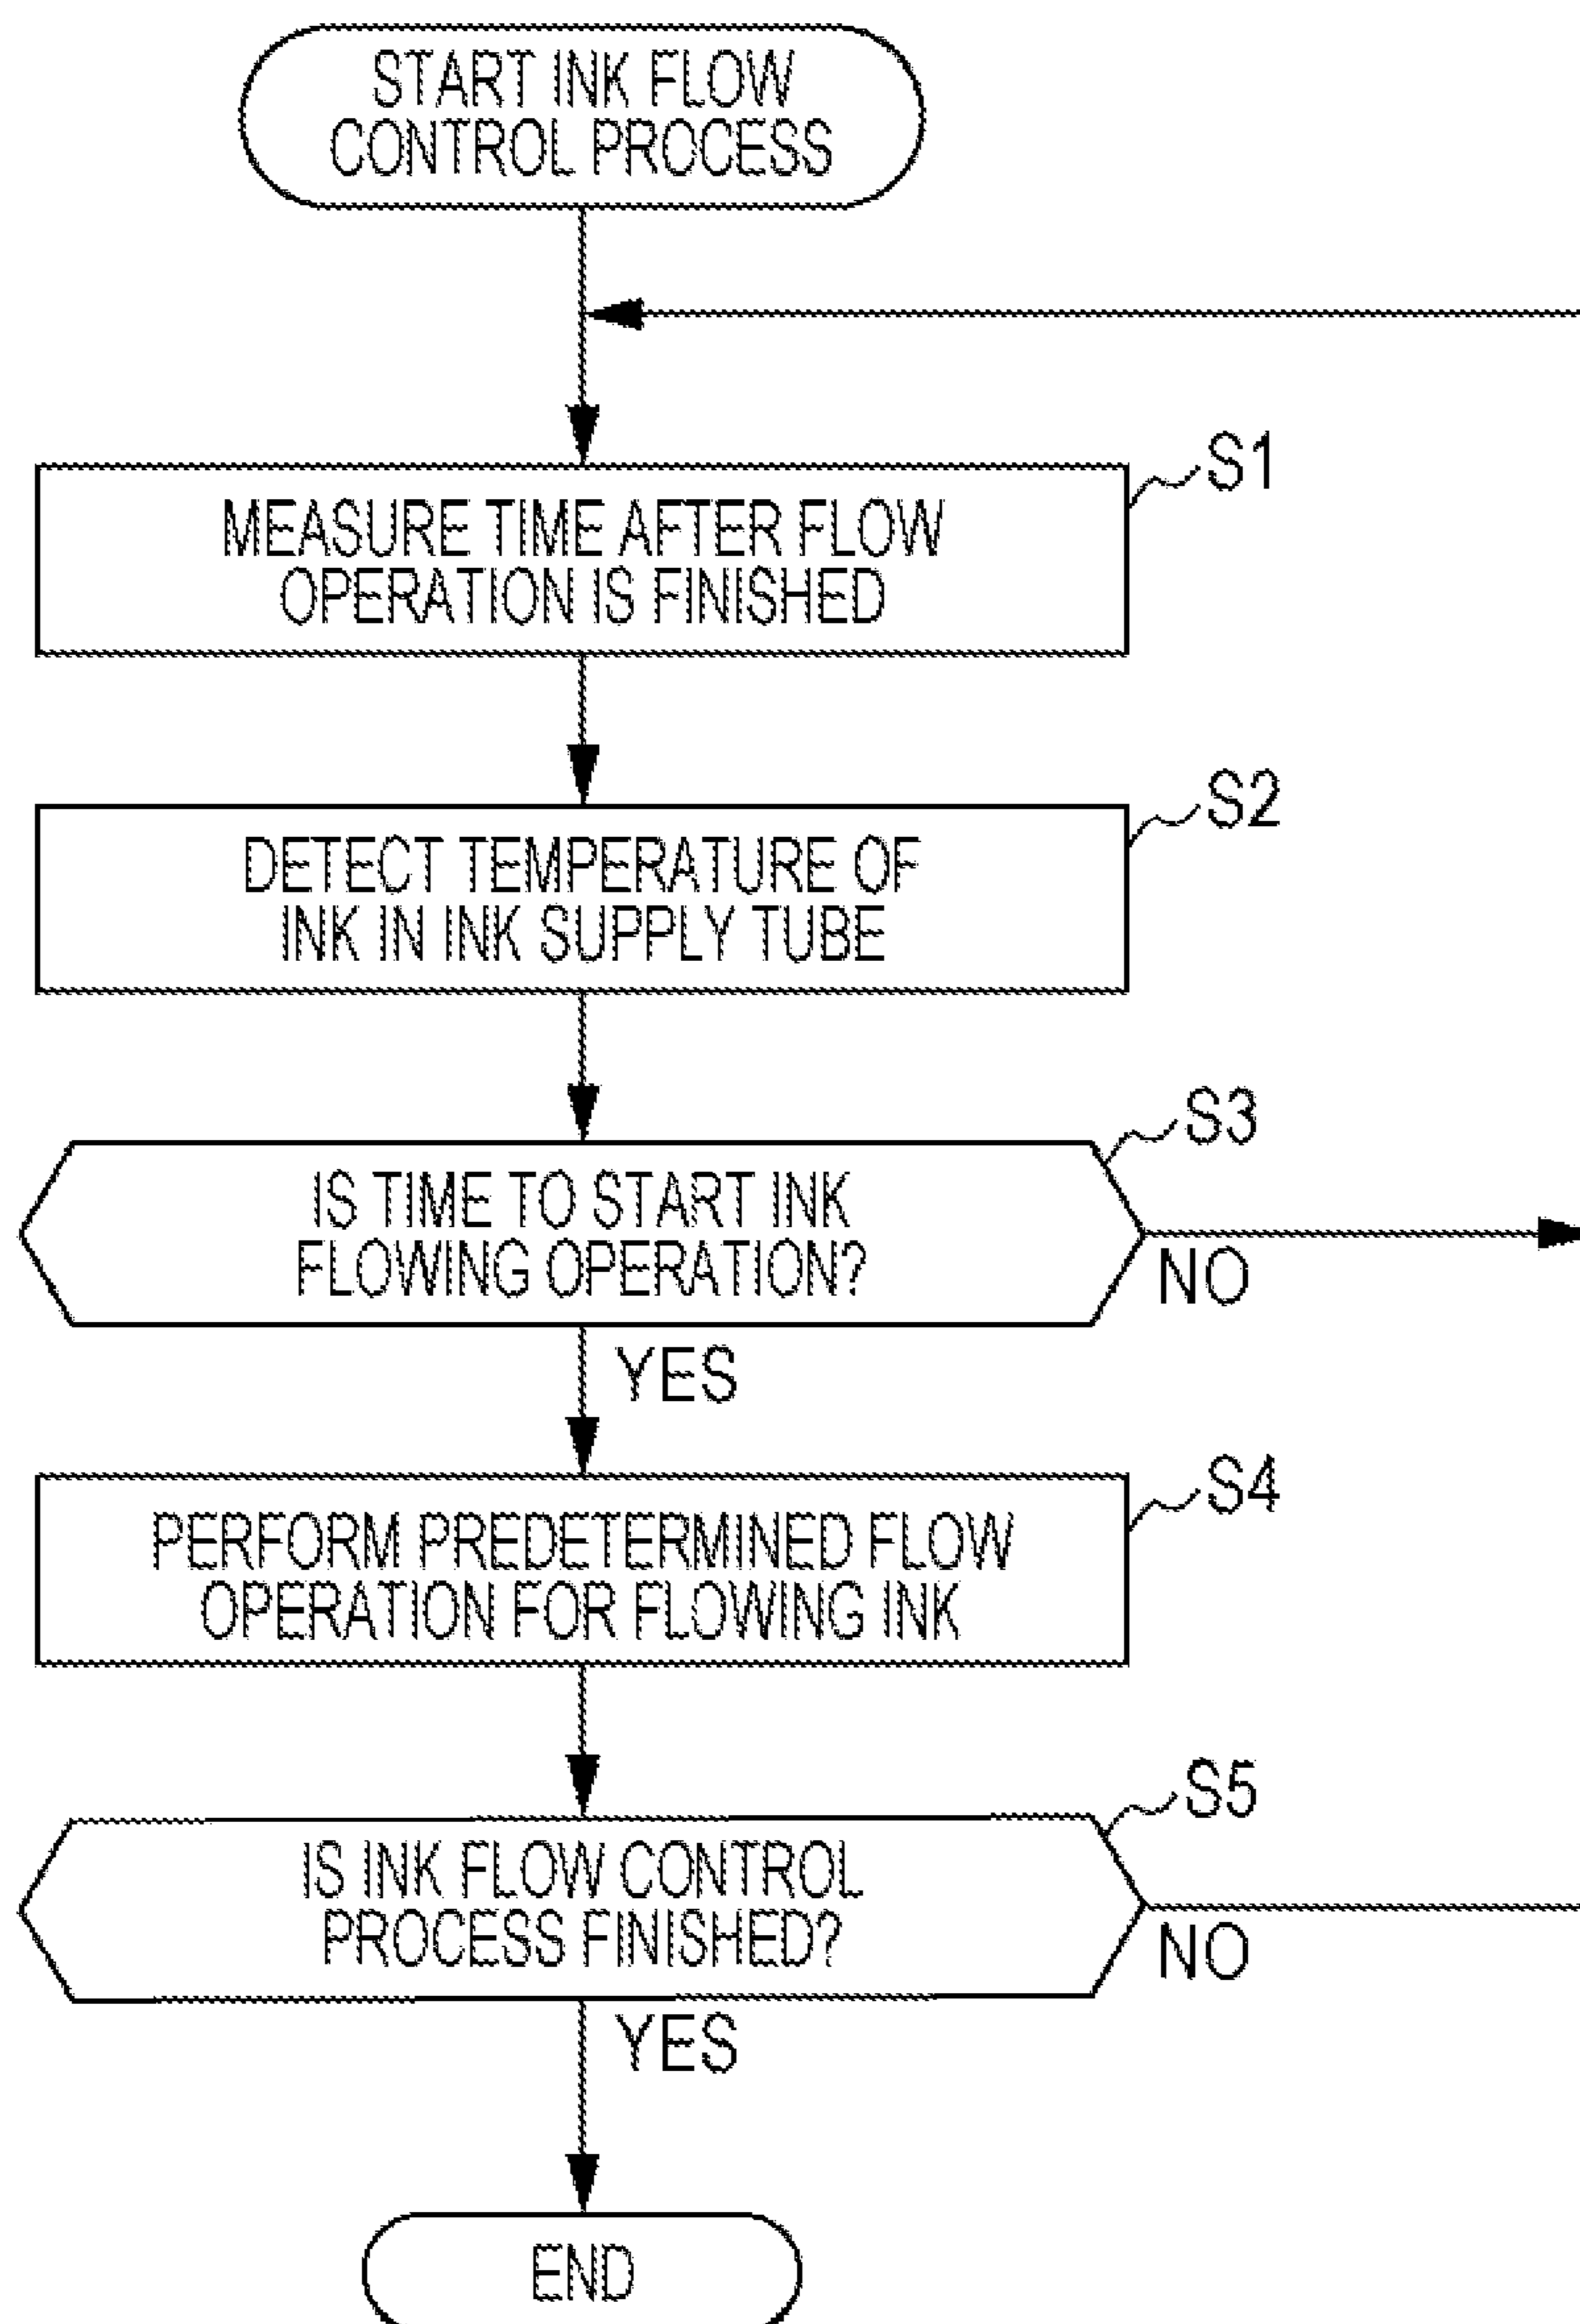 START INK FLOW
CONTROL PROCESS
S1
MEASURE TIME AFTER FLOW
OPERATION IS FINISHED
S2
DETECT TEMPERATURE OF
INK IN INK SUPPLY TUBE
S3
IS TIME TO START INK
FLOWING OPERATION?
NO
YES
S4
PERFORM PREDETERMINED FLOW
OPERATION FOR FLOWING INK
S5
IS INK FLOW CONTROL
PROCESS FINISHED?
NO
YES
END